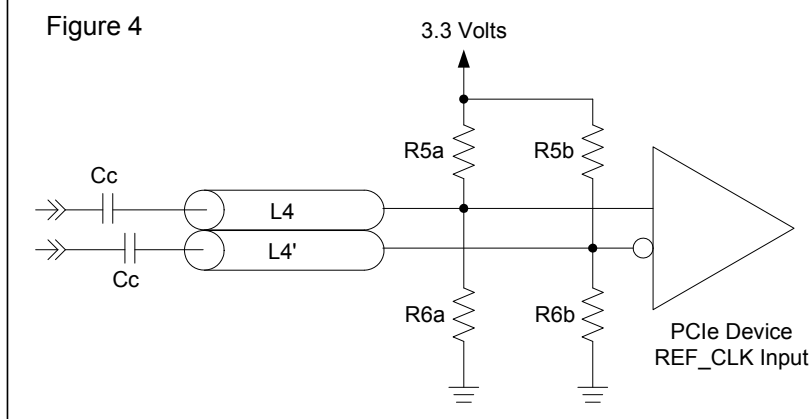 Figure 4
3.3 Volts
R5a
R5b
Cc
L4
L4'
Cc
R6a
R6b
PCIe Device
REF_CLK Input